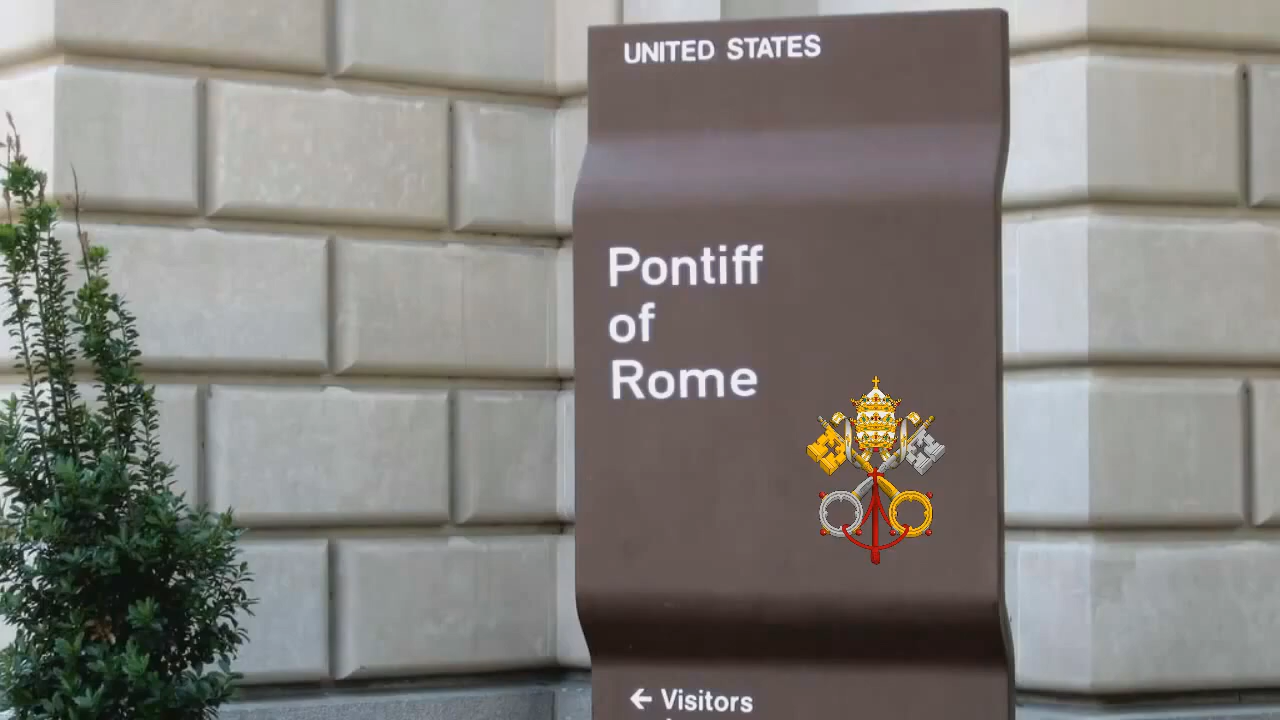 UNITED STATES
Pontiff
of
Rome
← Visitors